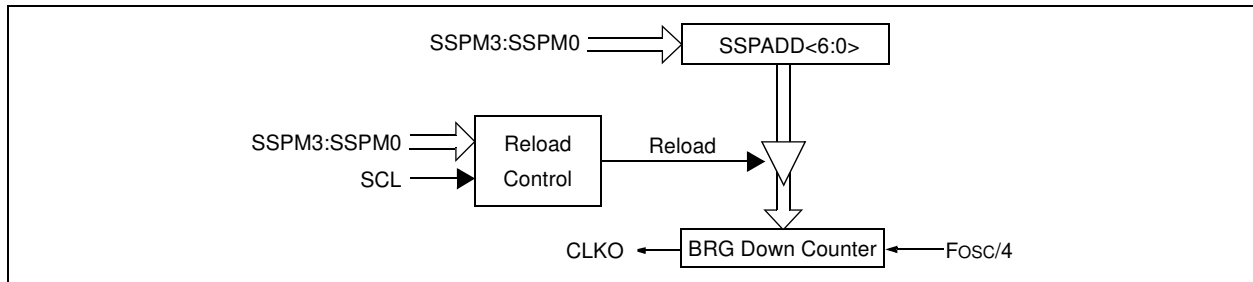 SSPM3:SSPM0
SSPADD<6:0>
SSPM3:SSPM0
SCL
Reload
Control
Reload
CLKO
BRG Down Counter
FOSC/4